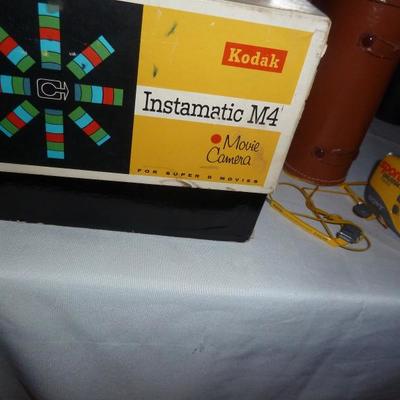 Kodak
Instamatic M4
Movie
Camera
FOR SUPER 8 MOVIES